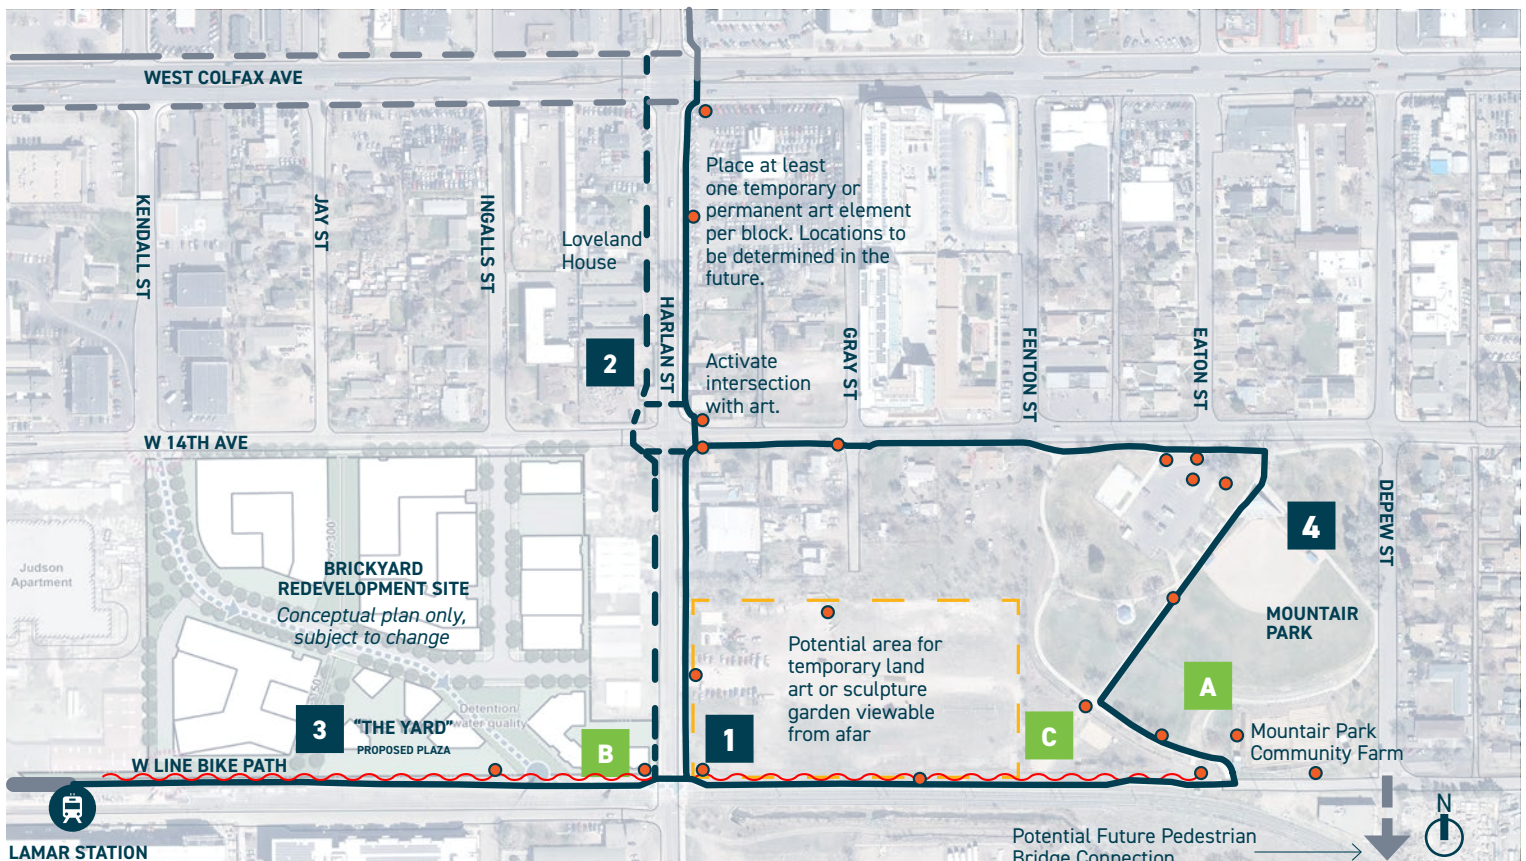 WEST COLFAX AVE
KENDALL ST
JAY ST
INGALLS ST
Loveland
House
HARLAN ST
Place at least
one temporary or
permanent art element
per block. Locations to
be determined in the
future.
2
Activate
intersection
with art.
GRAY ST
FENTON ST
EATON ST
W 14TH AVE
DEPEW ST
4
Judson
Apartment
BRICKYARD
REDEVELOPMENT SITE
Conceptual plan only,
subject to change
MOUNTAIR
PARK
Potential area for
temporary land
art or sculpture
garden viewable
from afar
A
3
"THE YARD"
PROPOSED PLAZA
Detention/
water quality
B
1
C
Mountair Park
Community Farm
W LINE BIKE PATH
LAMAR STATION
N
Potential Future Pedestrian
Bridge Connection